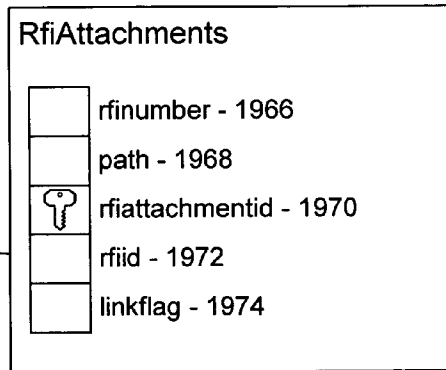 RfiAttachments
rfinumber - 1966
path - 1968
rfiattachmentid - 1970
rfiid - 1972
linkflag - 1974